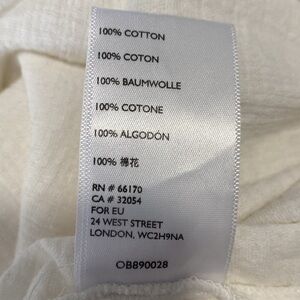 100% COTTON
100% COTON
100% BAUMWOLLE
100% COTONE
100% ALGODÓN
100% 棉花
RN # 66170
CA # 32054
FOR EU
24 WEST STREET
LONDON, WC2H9NA
OB890028